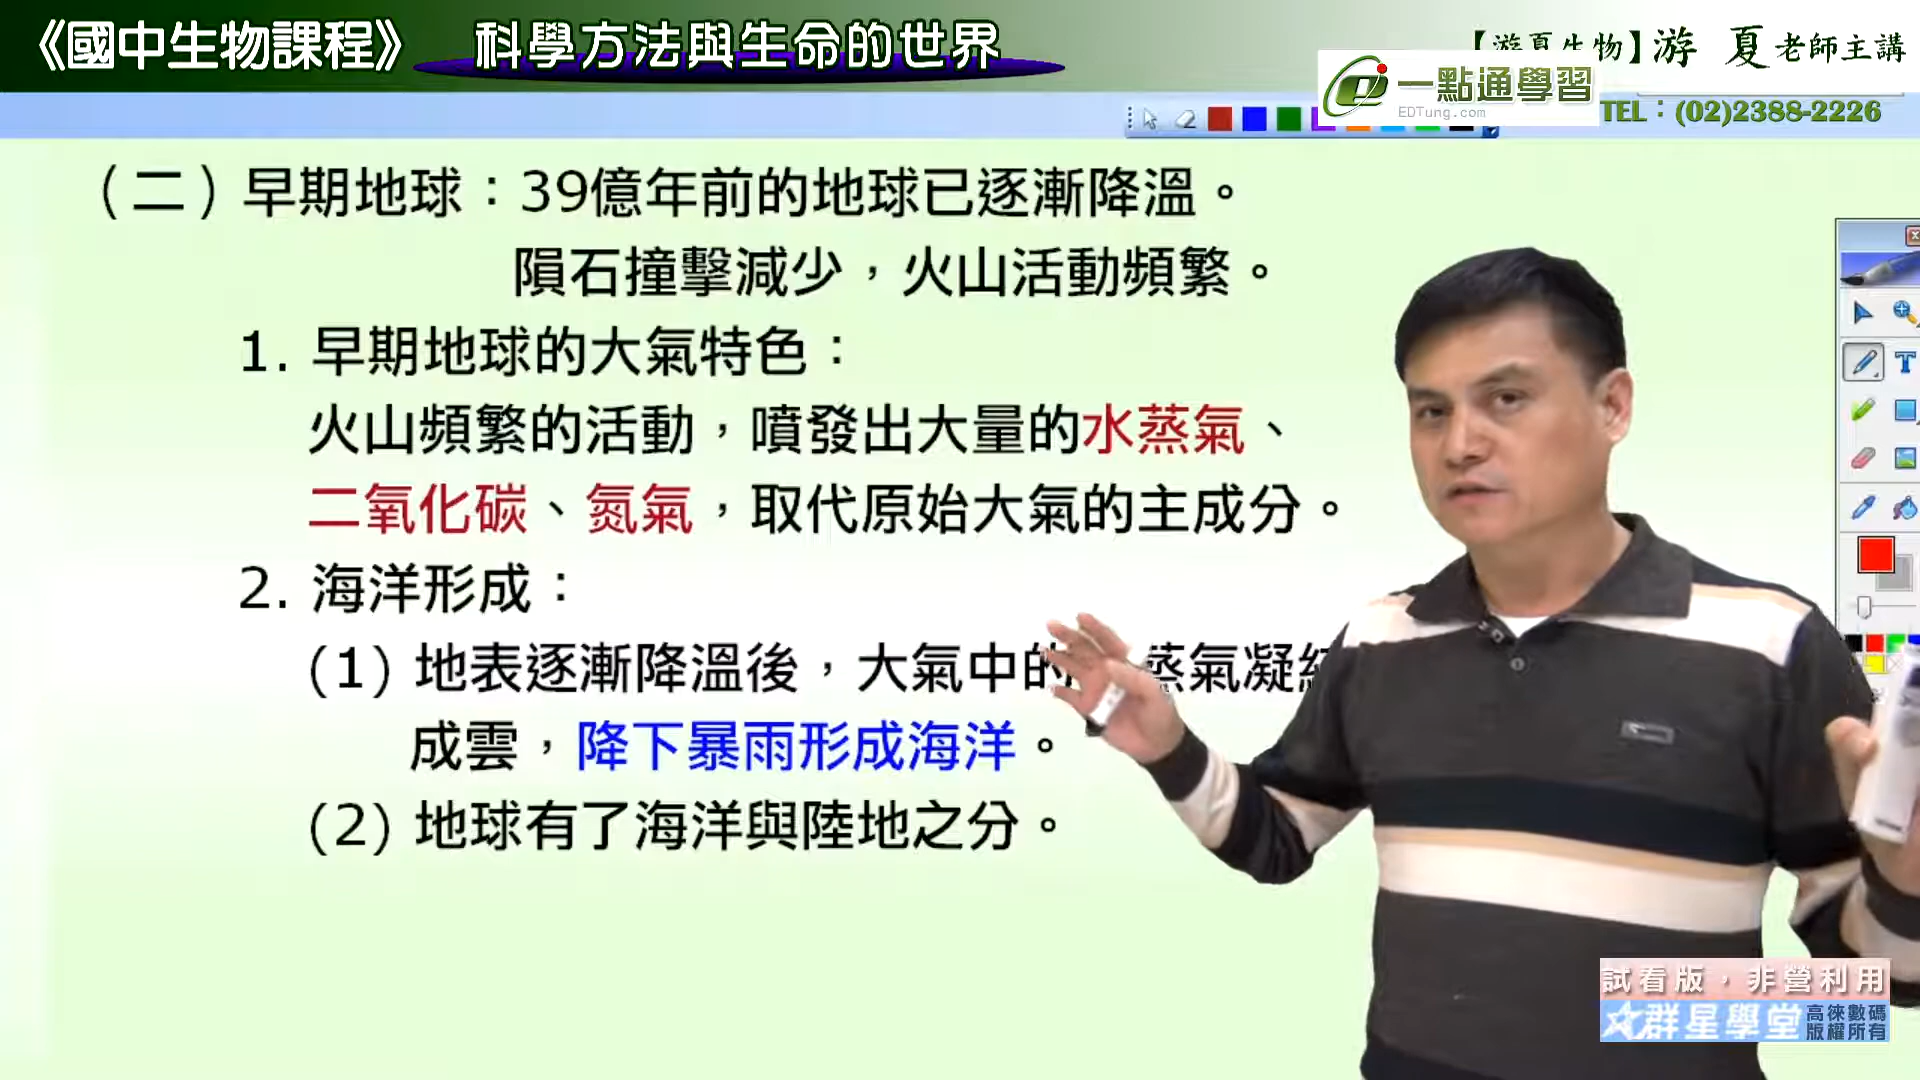 《國中生物課程》 科學方法與生命的世界
【游夏生物】游 夏老師主講
一點通學習
EDTung.com
TEL：(02)2388-2226
（二）早期地球：39億年前的地球已逐漸降溫。
隕石撞擊減少，火山活動頻繁。
1. 早期地球的大氣特色：
火山頻繁的活動，噴發出大量的水蒸氣、
二氧化碳、氮氣，取代原始大氣的主成分。
2. 海洋形成：
(1) 地表逐漸降溫後，大氣中的 蒸氣凝
成雲，降下暴雨形成海洋。
(2) 地球有了海洋與陸地之分。
試看版，非營利用
群星學堂 高徠數碼
版權所有